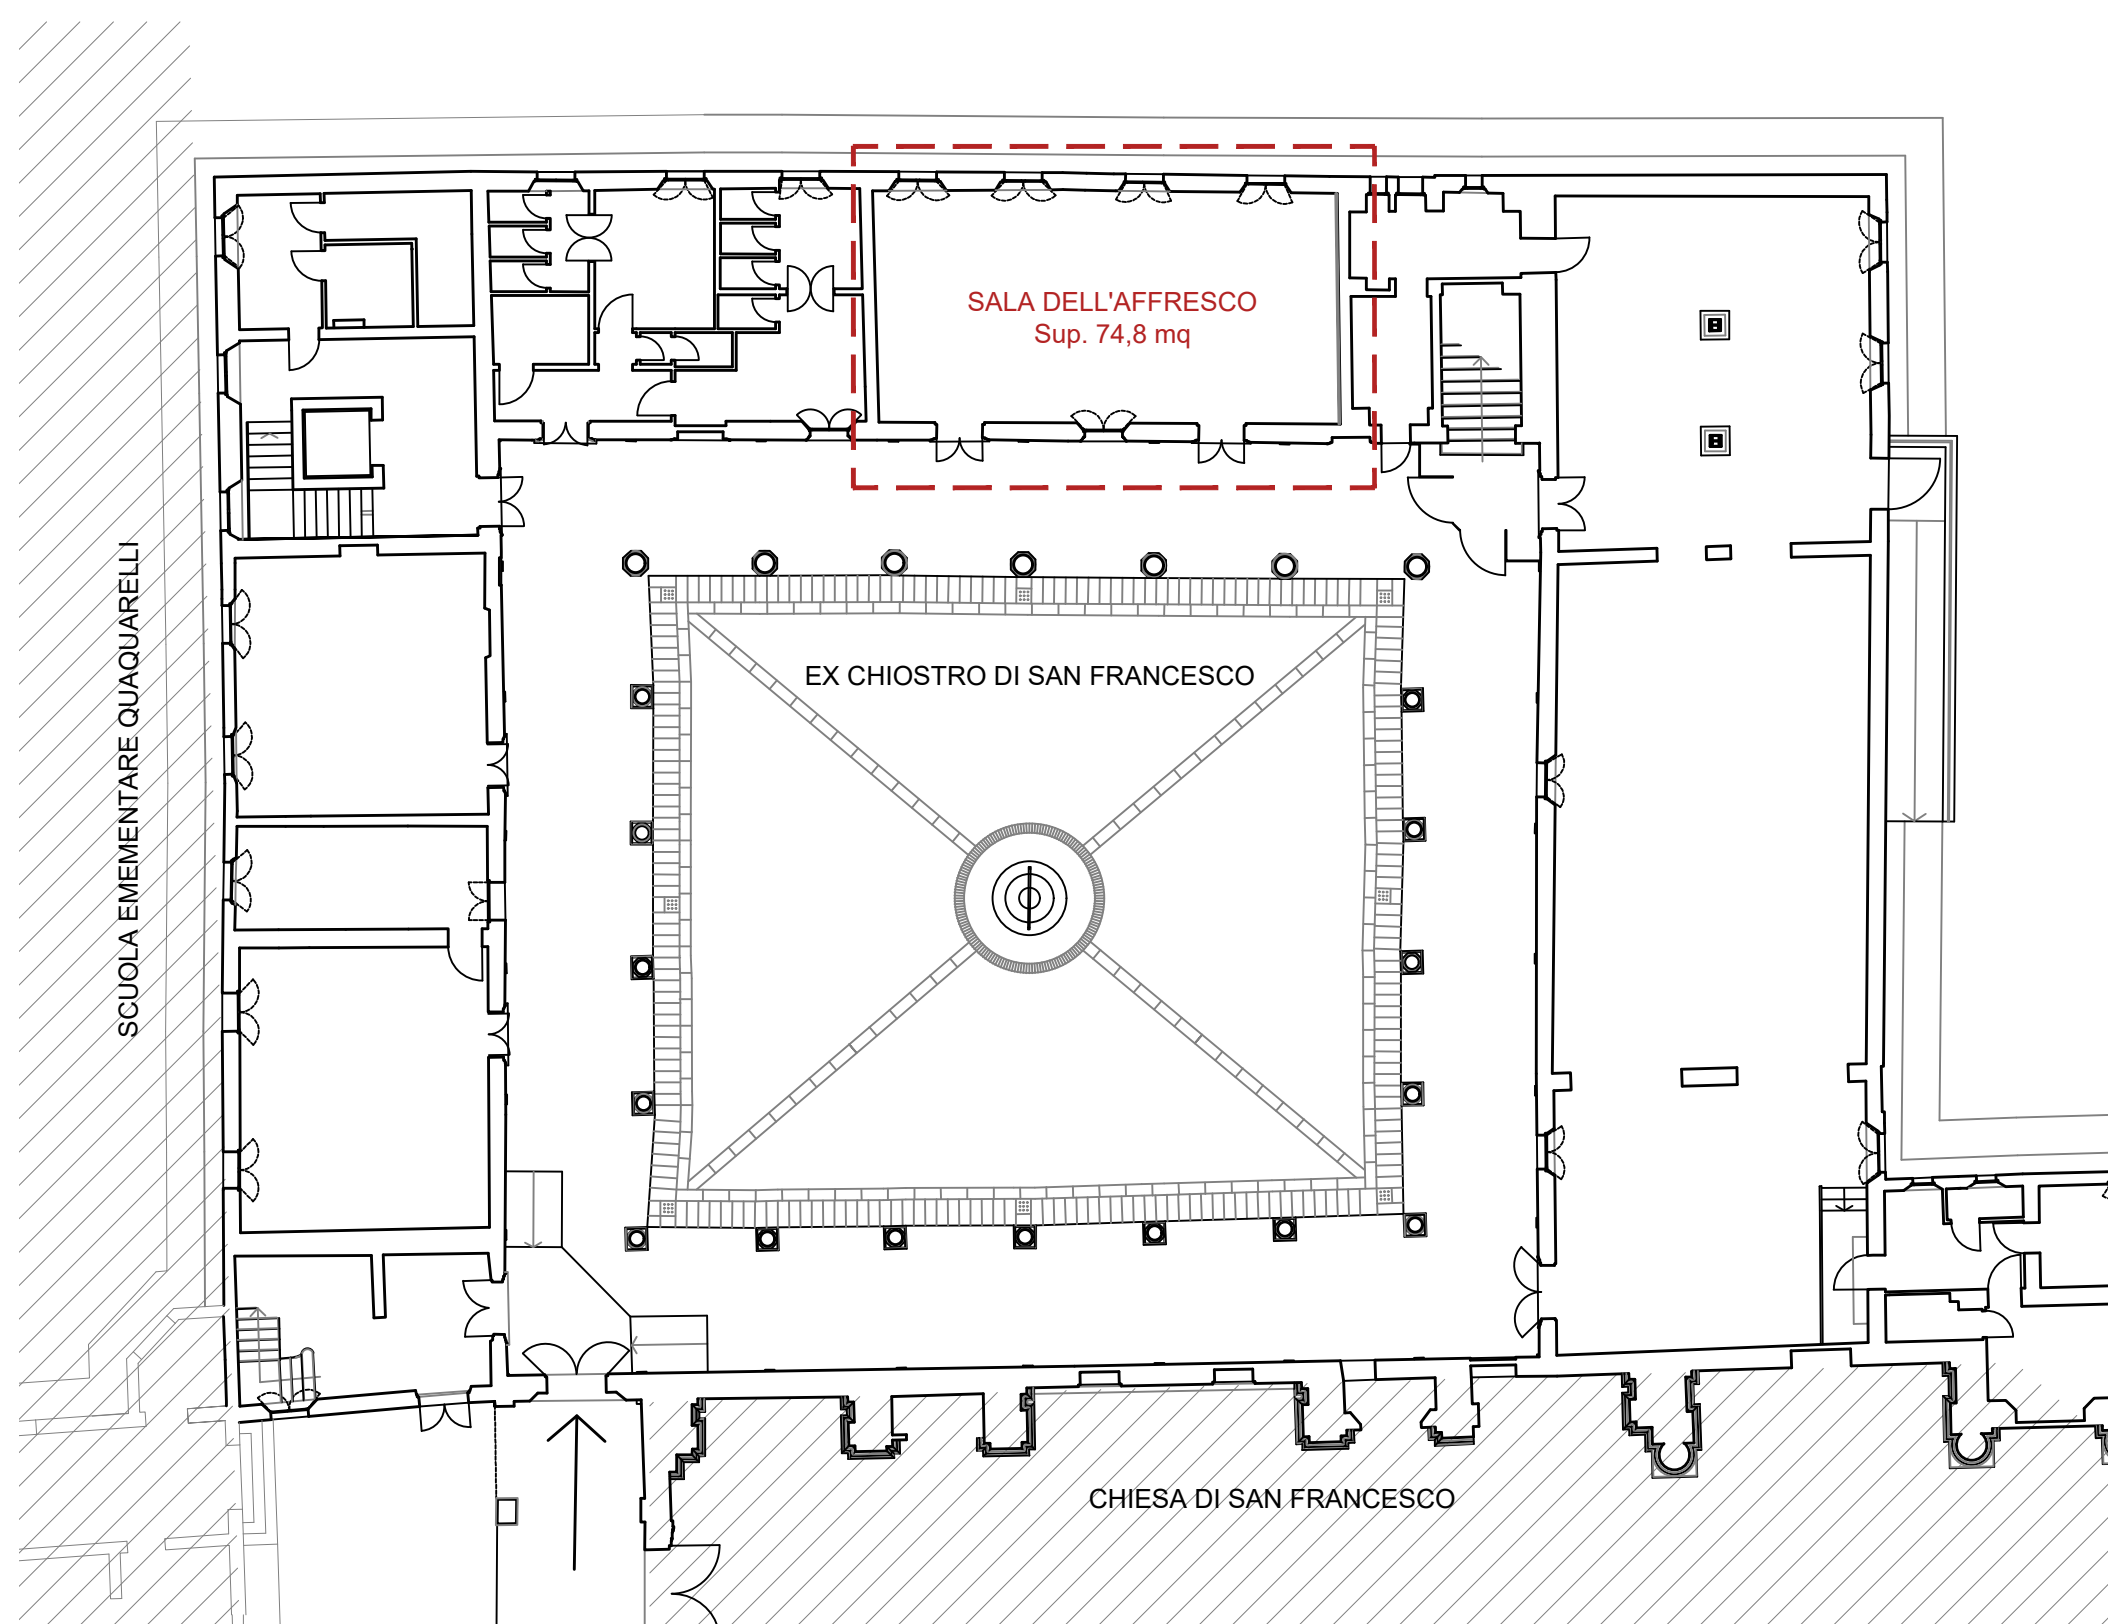 SALA DELL'AFFRESCO
Sup. 74,8 mq
EX CHIOSTRO DI SAN FRANCESCO
SCUOLA EMEMENTARE QUAQUARELLI
CHIESA DI SAN FRANCESCO